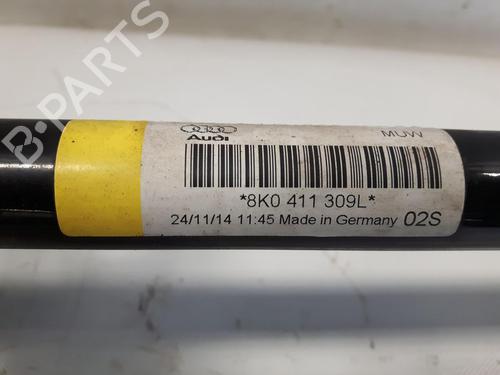 B-PARTS
Audi
MUW
*8K0 411 309L*
24/11/14 11:45 Made in Germany 02S